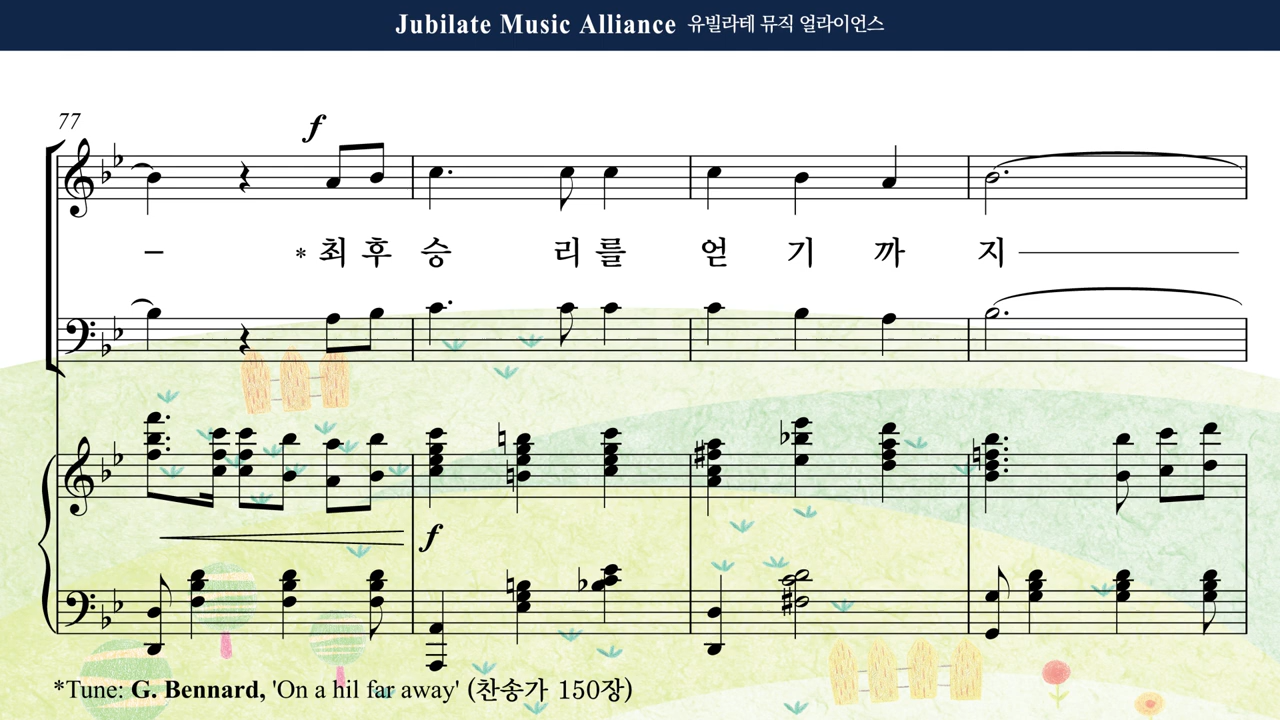 Jubilate Music Alliance 유빌라테 뮤직 얼라이언스
77
f
– *최 후 승 리 를 얻 기 까 지
f
*Tune: G. Bennard, 'On a hil far away' (찬송가 150장)